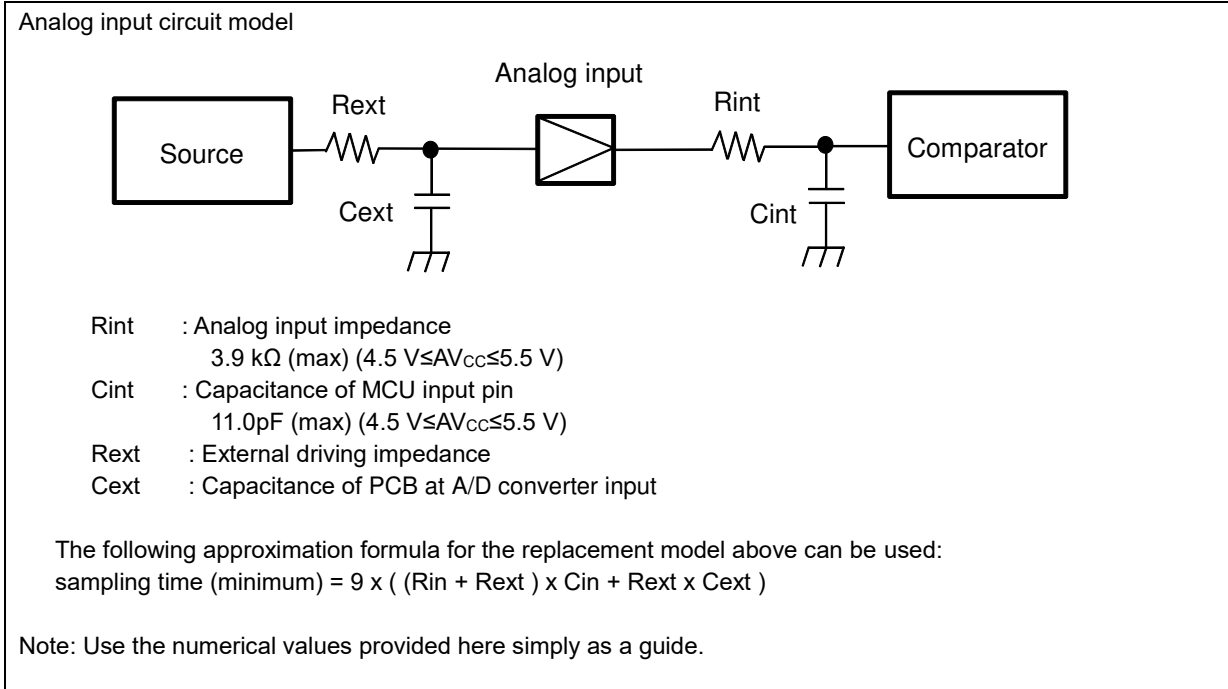 Analog input circuit model
Analog input
Rext
Rint
Source
Comparator
Cext
Cint
Rint : Analog input impedance
3.9 kΩ (max) (4.5 V≤AVCC≤5.5 V)
Cint : Capacitance of MCU input pin
11.0pF (max) (4.5 V≤AVCC≤5.5 V)
Rext : External driving impedance
Cext : Capacitance of PCB at A/D converter input
The following approximation formula for the replacement model above can be used:
sampling time (minimum) = 9 x ( (Rin + Rext ) x Cin + Rext x Cext )
Note: Use the numerical values provided here simply as a guide.